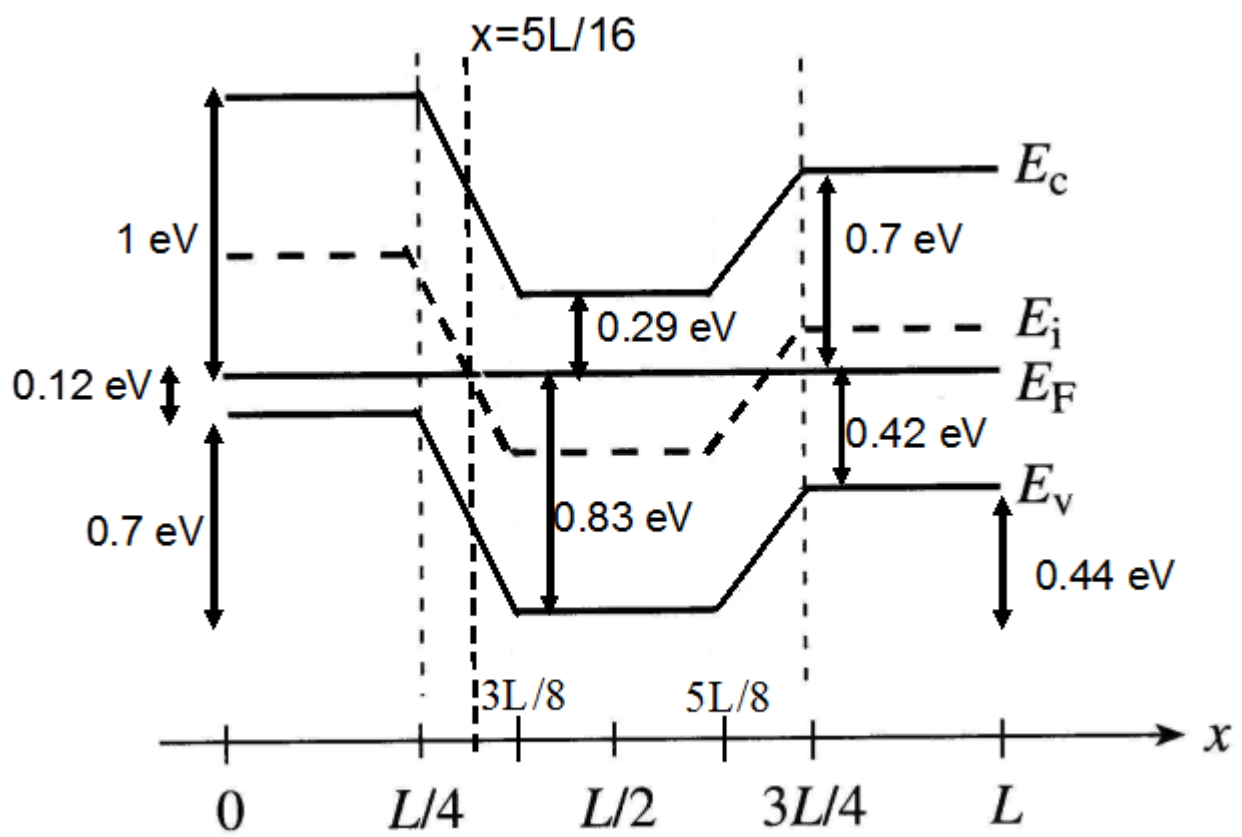 x=5L/16
E_c
1 eV
0.7 eV
0.29 eV
E_i
0.12 eV
E_F
0.42 eV
E_v
0.7 eV
0.83 eV
0.44 eV
3L/8
5L/8
x
0
L/4
L/2
3L/4
L